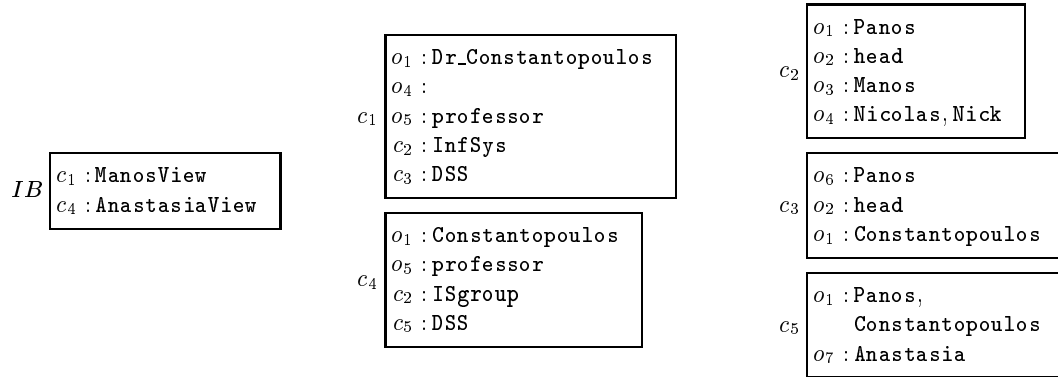 IB
c1 : ManosView
c4 : AnastasiaView
c1
o1 : Dr_Constantopoulos
o4 :
o5 : professor
c2 : InfSys
c3 : DSS
c4
o1 : Constantopoulos
o5 : professor
c2 : ISgroup
c5 : DSS
c2
o1 : Panos
o2 : head
o3 : Manos
o4 : Nicolas, Nick
c3
o6 : Panos
o2 : head
o1 : Constantopoulos
c5
o1 : Panos,
Constantopoulos
o7 : Anastasia